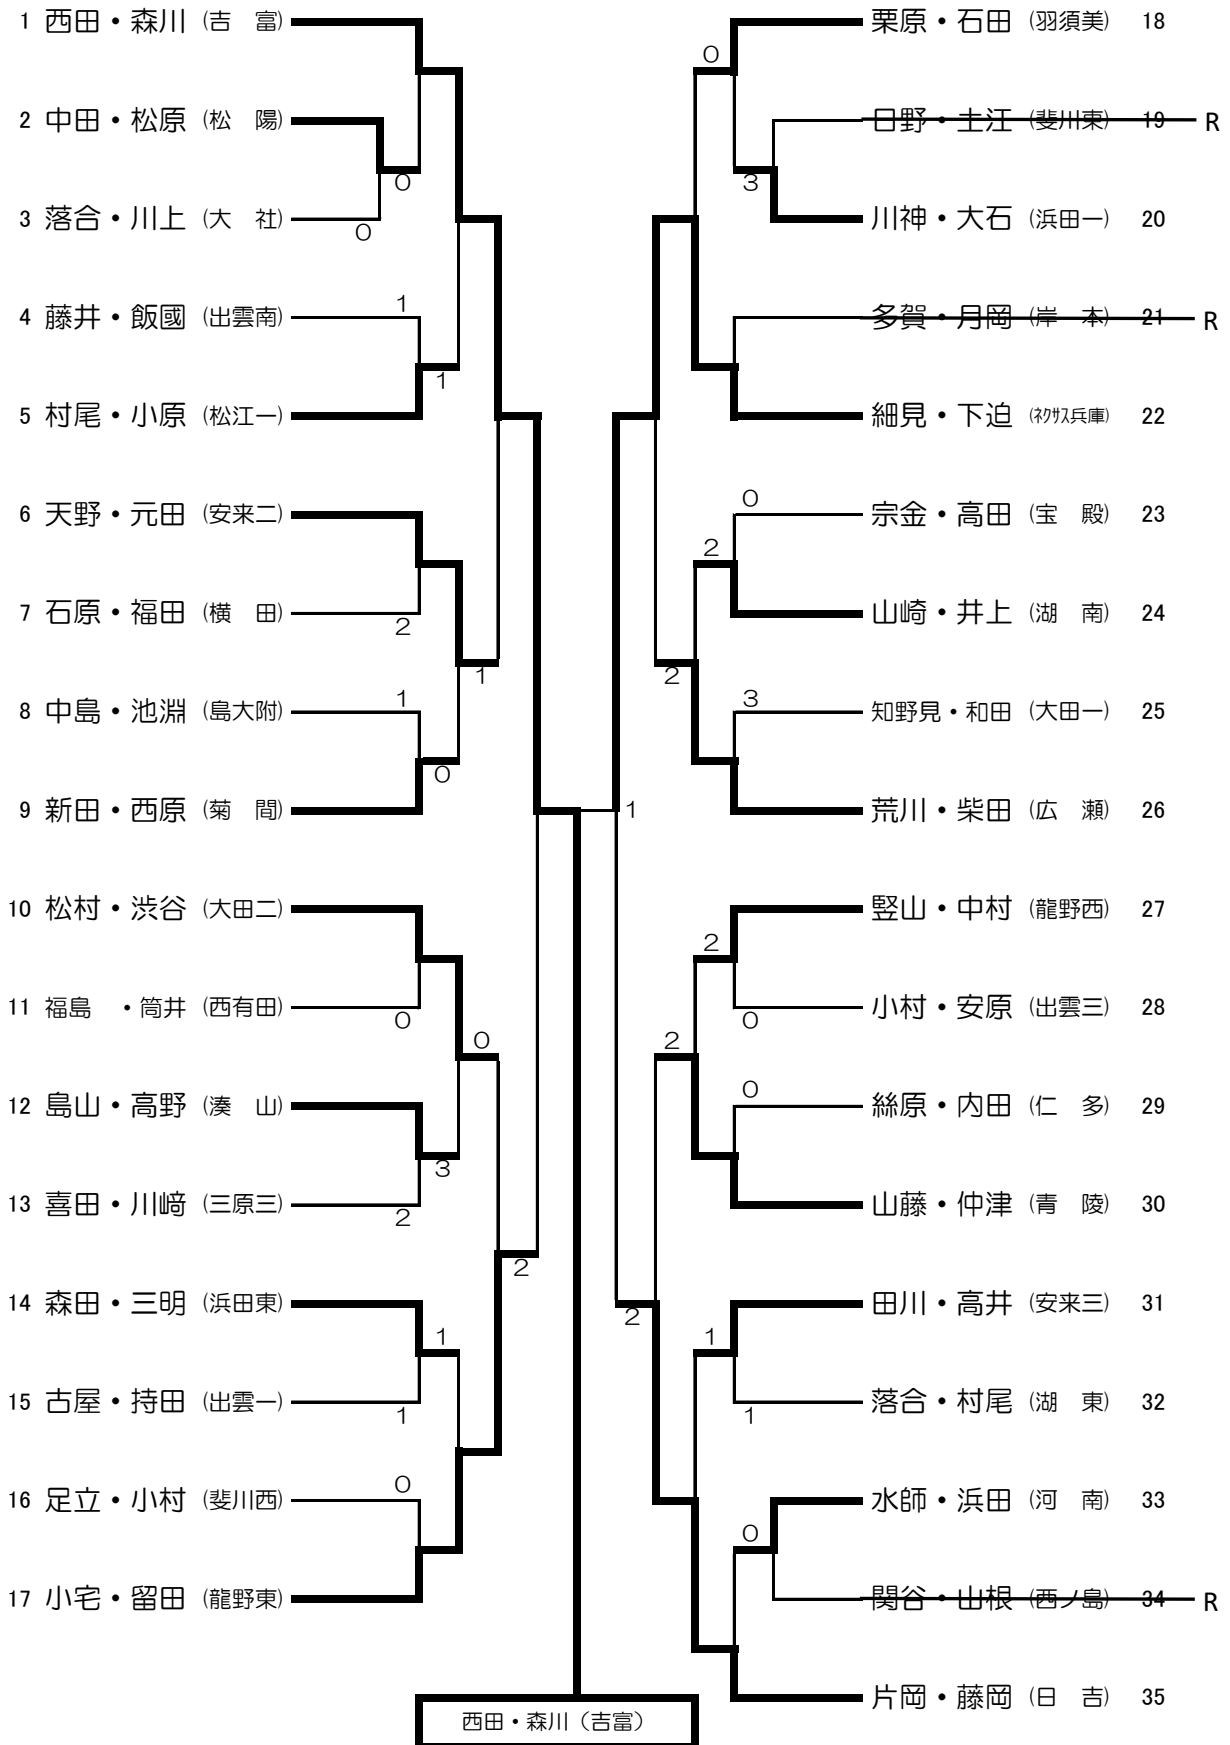 1 西田・森川 (吉 富)
2 中田・松原 (松 陽)
0
3 落合・川上 (大 社)
0
4 藤井・飯國 (出雲南)
1
1
5 村尾・小原 (松江一)
6 天野・元田 (安来二)
7 石原・福田 (横 田)
2
1
8 中島・池淵 (島大附)
1
0
9 新田・西原 (菊 間)
10 松村・渋谷 (大田二)
11 福島 ・筒井 (西有田)
0
0
12 島山・高野 (湊 山)
3
13 喜田・川﨑 (三原三)
2
2
14 森田・三明 (浜田東)
1
15 古屋・持田 (出雲一)
1
16 足立・小村 (斐川西)
0
17 小宅・留田 (龍野東)
西田・森川（吉富）
1
栗原・石田 (羽須美) 18
0
日野・土江 (斐川東) 19 R
3
川神・大石 (浜田一) 20
多賀・月岡 (岸 本) 21 R
細見・下迫 (ネクサス兵庫) 22
0
宗金・高田 (宝 殿) 23
2
山崎・井上 (湖 南) 24
2
3
知野見・和田 (大田一) 25
荒川・柴田 (広 瀬) 26
竪山・中村 (龍野西) 27
2
小村・安原 (出雲三) 28
0
2
0
絲原・内田 (仁 多) 29
山藤・仲津 (青 陵) 30
田川・高井 (安来三) 31
2
1
落合・村尾 (湖 東) 32
1
水師・浜田 (河 南) 33
0
関谷・山根 (西ノ島) 34 R
片岡・藤岡 (日 吉) 35